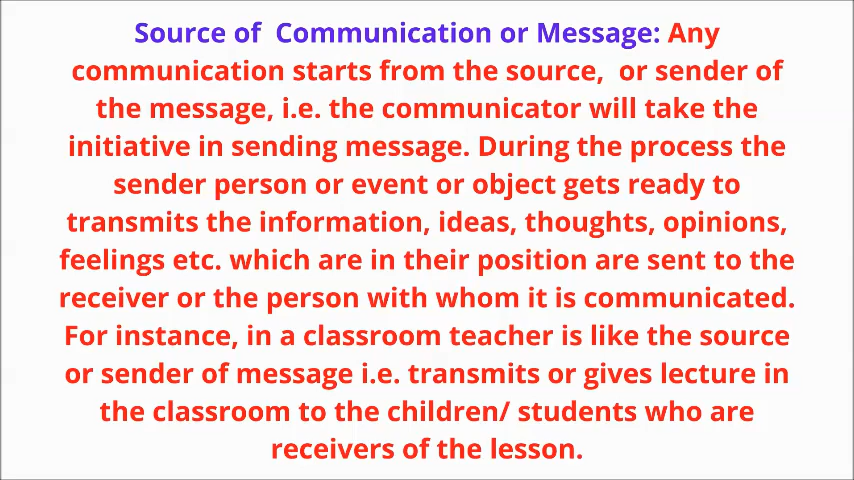 Source of  Communication or Message: Any
communication starts from the source,  or sender of
the message, i.e. the communicator will take the
initiative in sending message. During the process the
sender person or event or object gets ready to
transmits the information, ideas, thoughts, opinions,
feelings etc. which are in their position are sent to the
receiver or the person with whom it is communicated.
For instance, in a classroom teacher is like the source
or sender of message i.e. transmits or gives lecture in
the classroom to the children/ students who are
receivers of the lesson.